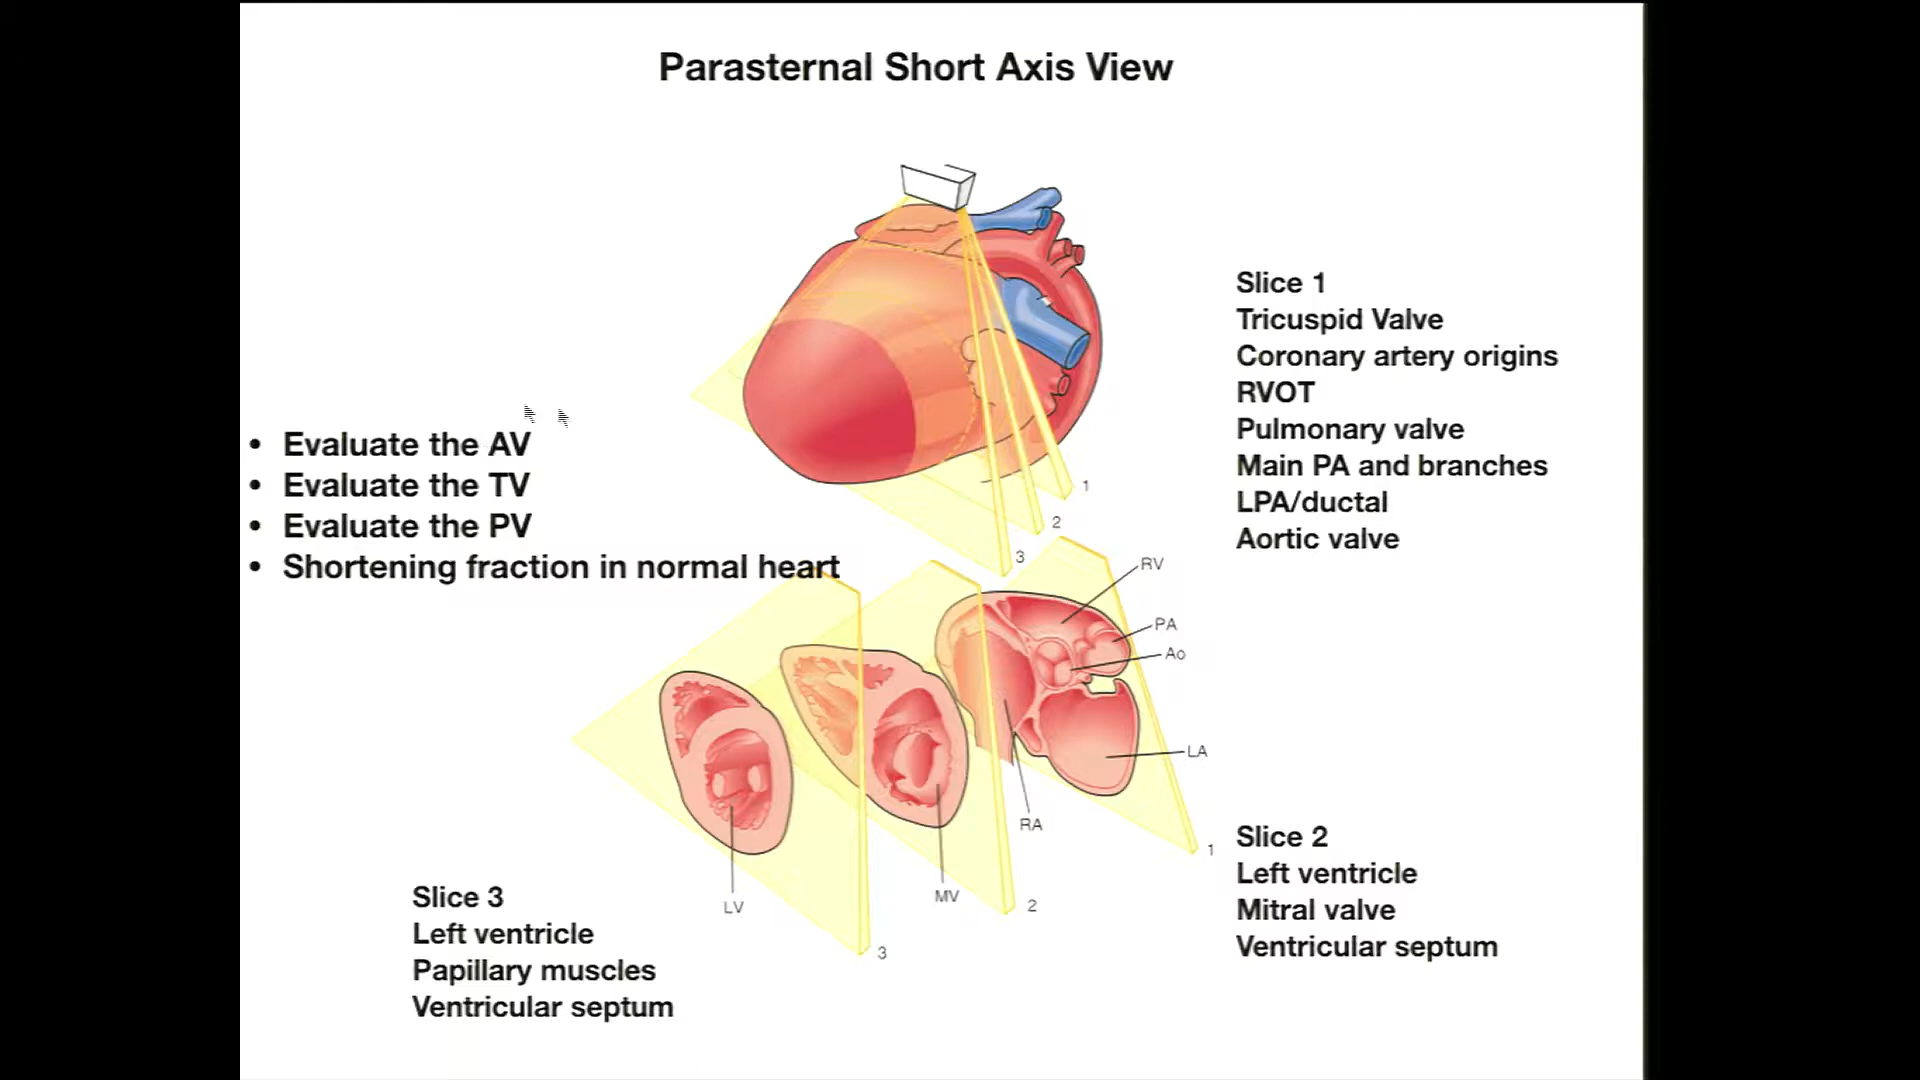 Parasternal Short Axis View
Slice 1
Tricuspid Valve
Coronary artery origins
RVOT
Pulmonary valve
Main PA and branches
LPA/ductal
Aortic valve
• Evaluate the AV
• Evaluate the TV
• Evaluate the PV
• Shortening fraction in normal heart
1
2
3
RV
PA
Ao
LA
RA
1
MV
2
LV
3
Slice 2
Left ventricle
Mitral valve
Ventricular septum
Slice 3
Left ventricle
Papillary muscles
Ventricular septum